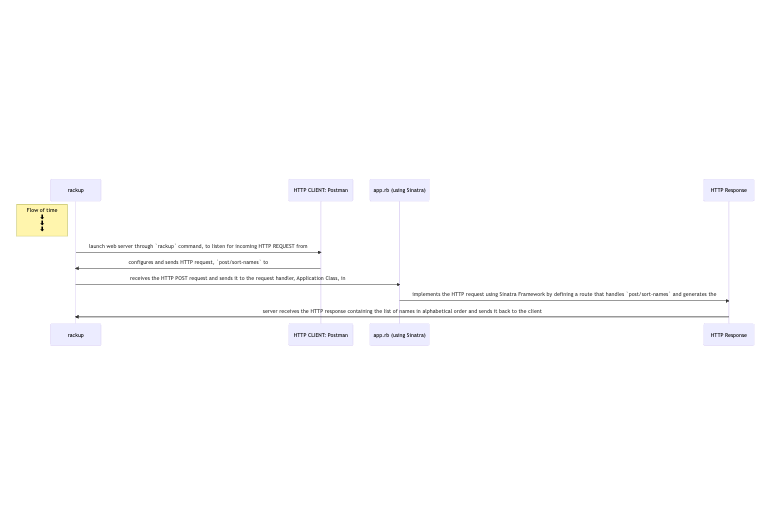 rackup
HTTP CLIENT: Postman
app.rb (using Sinatra)
HTTP Response
Flow of time
launch web server through `rackup` command, to listen for incoming HTTP REQUEST from
configures and sends HTTP request, `post/sort-names` to
receives the HTTP POST request and sends it to the request handler, Application Class, in
implements the HTTP request using Sinatra Framework by defining a route that handles `post/sort-names` and generates the
server receives the HTTP response containing the list of names in alphabetical order and sends it back to the client
rackup
HTTP CLIENT: Postman
app.rb (using Sinatra)
HTTP Response